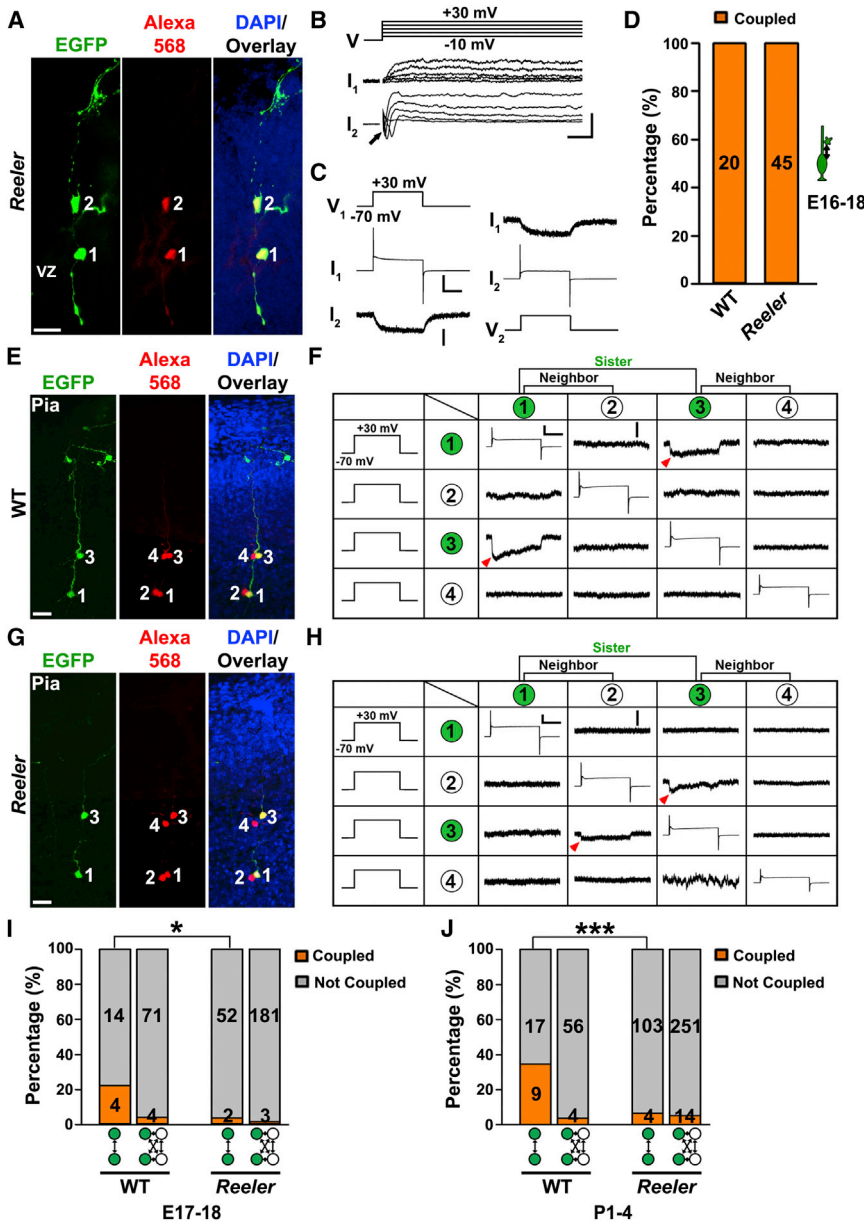 A
EGFP
Alexa
568
DAPI/
Overlay
Reeler
2
2
2
1
1
1
VZ
B
V
+30 mV
-10 mV
I1
I2
C
+30 mV
V1
-70 mV
I1
I2
I1
I2
V2
D
Coupled
Percentage (%)
100
80
60
40
20
0
20
45
WT
Reeler
E16-18
E
EGFP
Alexa
568
DAPI/
Overlay
WT
Pia
3
4
3
4
3
1
2
1
2
1
F
Sister
Neighbor
Neighbor
1
2
3
4
+30 mV
-70 mV
1
2
3
4
G
EGFP
Alexa
568
DAPI/
Overlay
Reeler
Pia
3
4
3
4
3
1
2
1
2
1
H
Sister
Neighbor
Neighbor
1
2
3
4
+30 mV
-70 mV
1
2
3
4
I
*
Coupled
Not Coupled
Percentage (%)
100
80
60
40
20
0
14
71
52
181
4
4
2
3
WT
Reeler
E17-18
J
***
Coupled
Not Coupled
Percentage (%)
100
80
60
40
20
0
17
56
103
251
9
4
4
14
WT
Reeler
P1-4